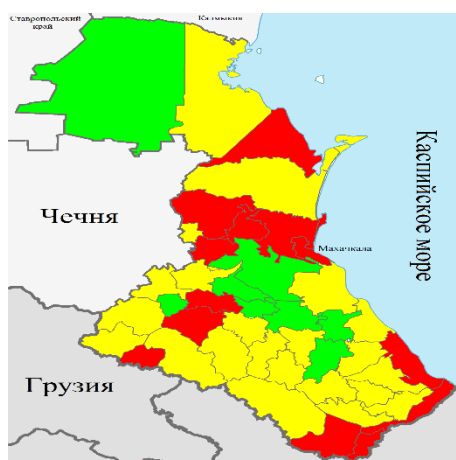 Ставропольский
край
Калмыкия
Каспийское море
Чечня
Махачкала
Грузия